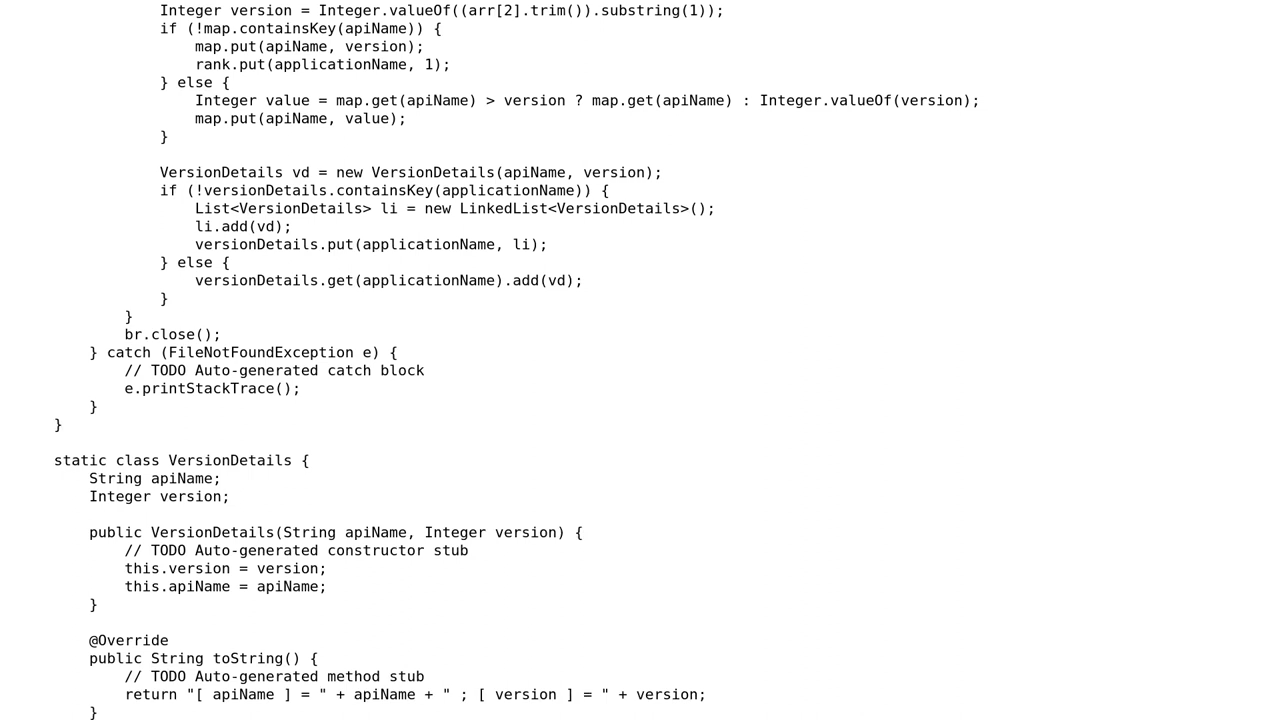 Integer version = Integer.valueOf((arr[2].trim()).substring(1));
if (!map.containsKey(apiName)) {
map.put(apiName, version);
rank.put(applicationName, 1);
} else {
Integer value = map.get(apiName) > version ? map.get(apiName) : Integer.valueOf(version);
map.put(apiName, value);
}
VersionDetails vd = new VersionDetails(apiName, version);
if (!versionDetails.containsKey(applicationName)) {
List<VersionDetails> li = new LinkedList<VersionDetails>();
li.add(vd);
versionDetails.put(applicationName, li);
} else {
versionDetails.get(applicationName).add(vd);
}
}
br.close();
} catch (FileNotFoundException e) {
// TODO Auto-generated catch block
e.printStackTrace();
}
}
static class VersionDetails {
String apiName;
Integer version;
public VersionDetails(String apiName, Integer version) {
// TODO Auto-generated constructor stub
this.version = version;
this.apiName = apiName;
}
@Override
public String toString() {
// TODO Auto-generated method stub
return "[ apiName ] = " + apiName + " ; [ version ] = " + version;
}